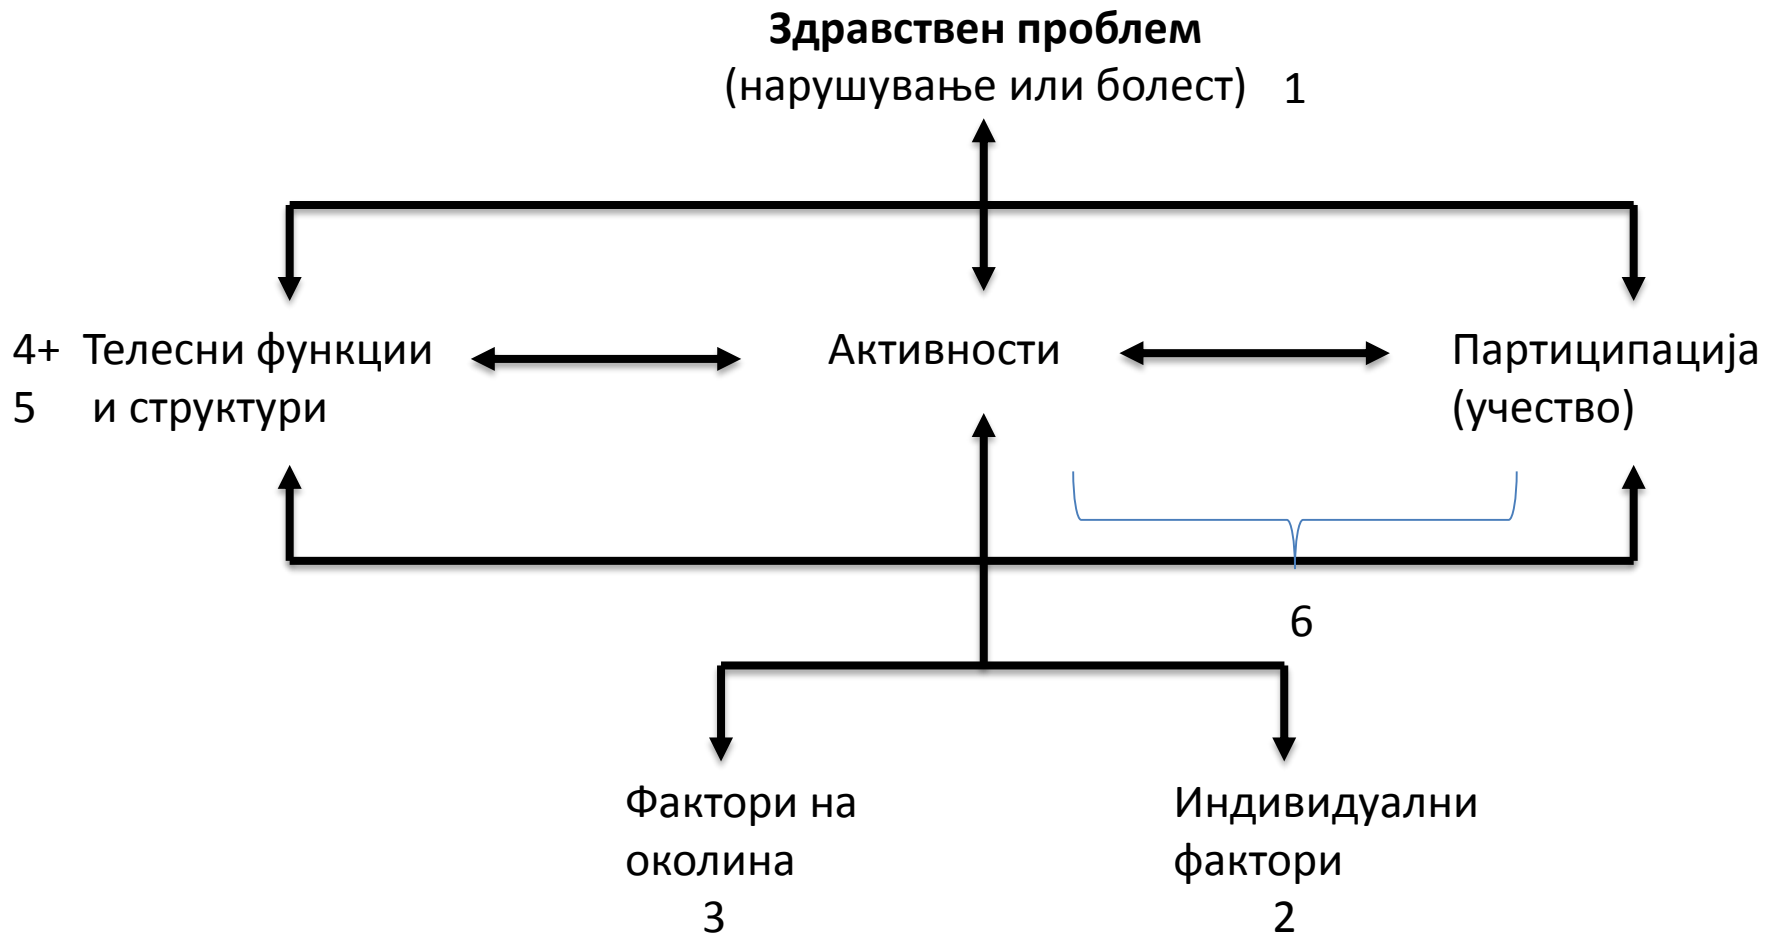 Здравствен проблем
(нарушување или болест) 1
4+ Телесни функции
5 и структури
Активности
Партиципација
(учество)
6
Фактори на
околина
3
Индивидуални
фактори
2